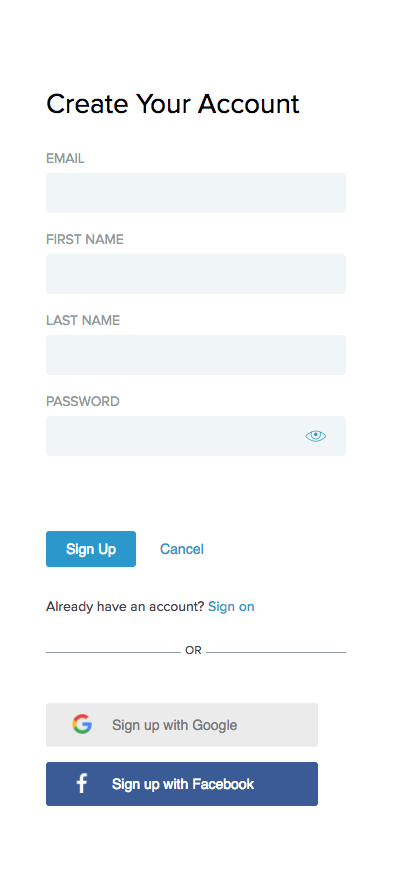 Create Your Account
EMAIL
FIRST NAME
LAST NAME
PASSWORD
Sign Up Cancel
Already have an account? Sign on
OR
Sign up with Google
Sign up with Facebook